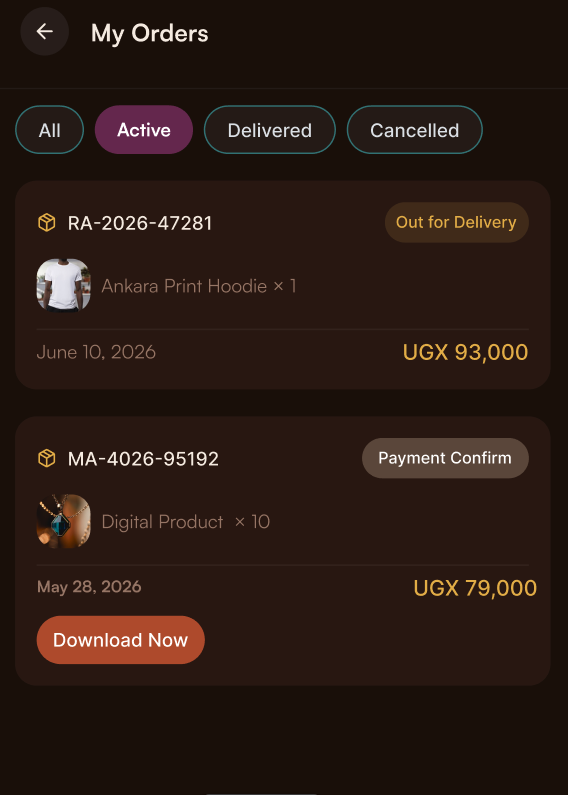 My Orders
All Active Delivered Cancelled
RA-2026-47281 Out for Delivery
Ankara Print Hoodie × 1
June 10, 2026 UGX 93,000
MA-4026-95192 Payment Confirm
Digital Product × 10
May 28, 2026 UGX 79,000
Download Now